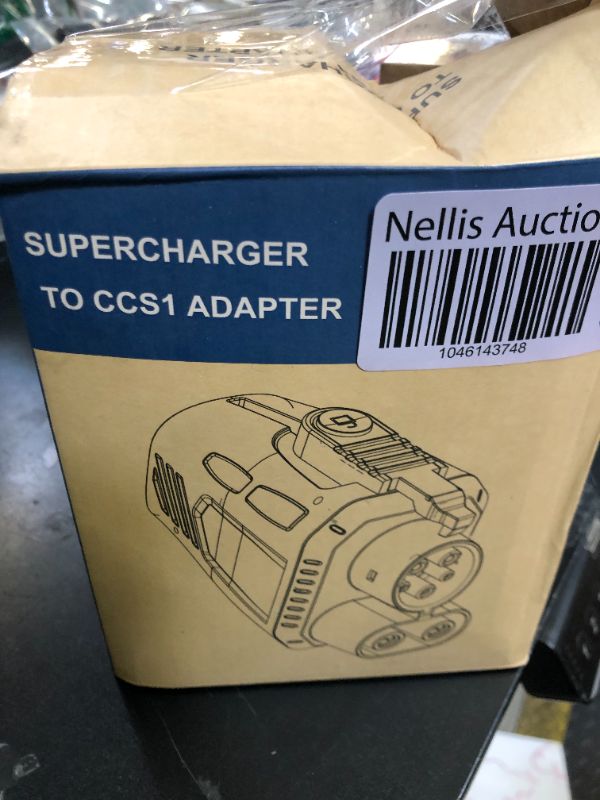 SUPERCHARGER
TO CCS1 ADAPTER
Nellis Auctio
1046143748